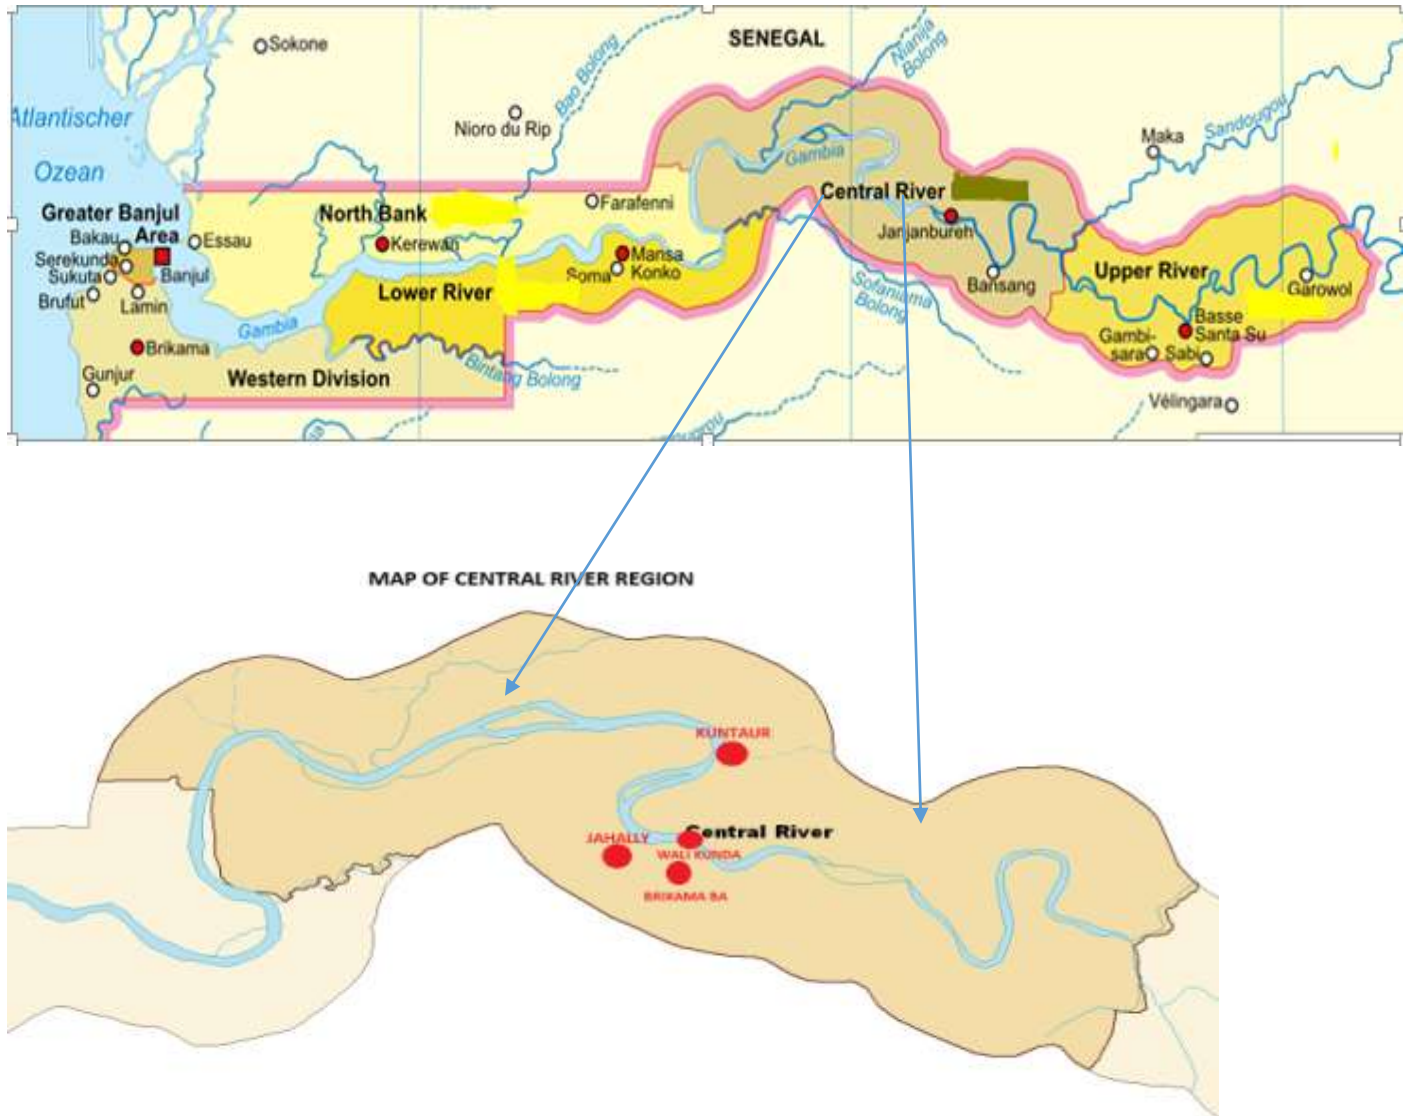 SENEGAL
Sokone
Nioro du Rip
Bao Bolong
Nianija
Bolong
Sandougou
Maka
Atlantischer
Ozean
Greater Banjul
Area
Bakau
Serekunda
Sukuta
Brufut
Banjul
Lamin
Essau
Brikama
Gunjur
North Bank
Kerewan
Farafenni
Mansa
Konko
Soma
Lower River
Gambia
Western Division
Bintang Bolong
Gambia
Central River
Janjanbureh
Bansang
Sofaniama
Bolong
Upper River
Garowol
Basse
Santa Su
Gambi-
sara
Sabi
Vélingara
MAP OF CENTRAL RIVER REGION
KUNTAUR
Central River
JAHALLY
WALI KUNDA
BRIKAMA BA